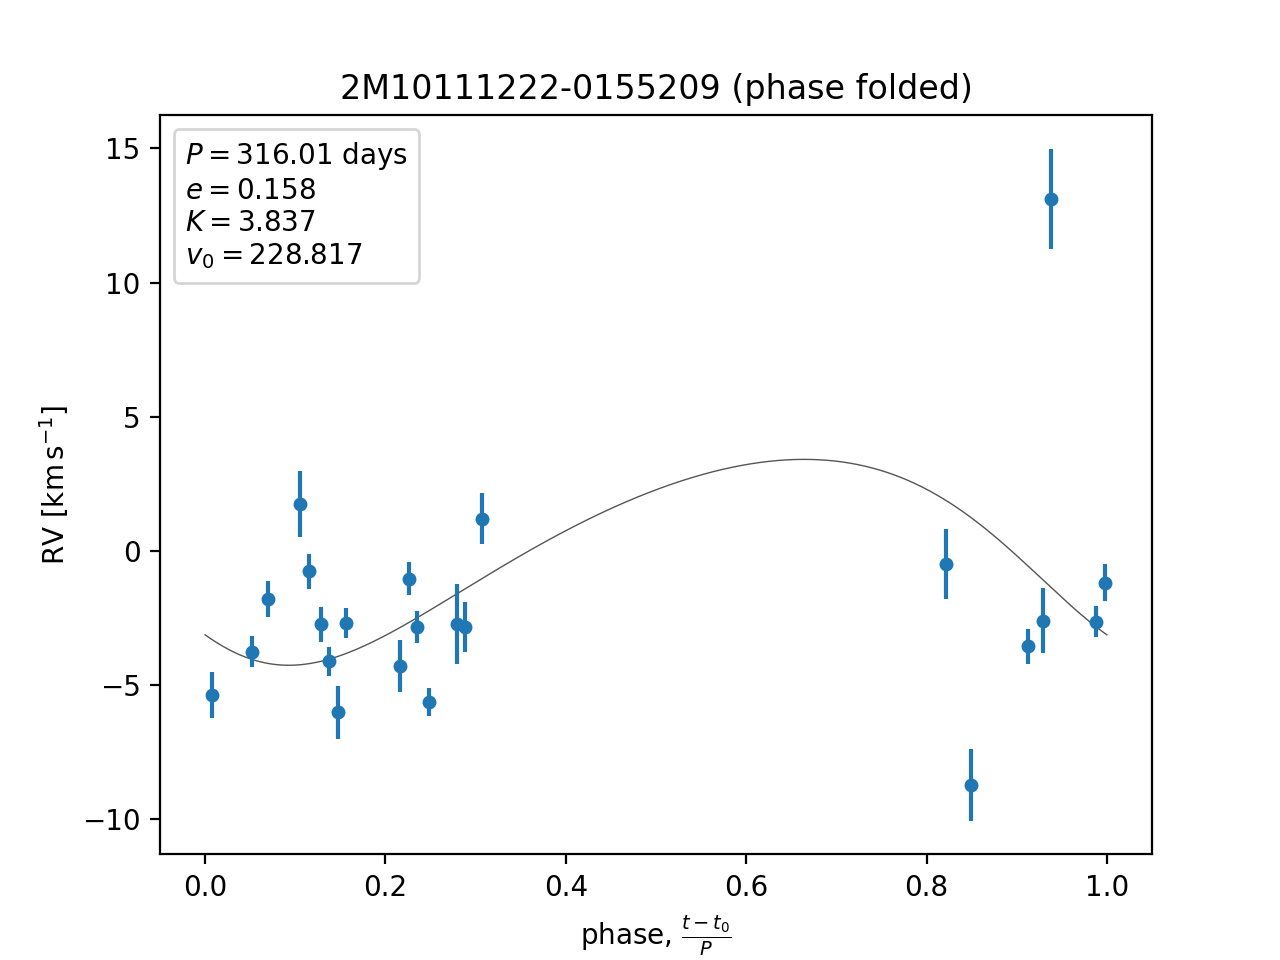 2M10111222-0155209 (phase folded)
P = 316.01 days
e = 0.158
K = 3.837
v₀ = 228.817
15
10
5
0
−5
−10
RV [km s⁻¹]
0.0 0.2 0.4 0.6 0.8 1.0
phase, (t − t₀)/P